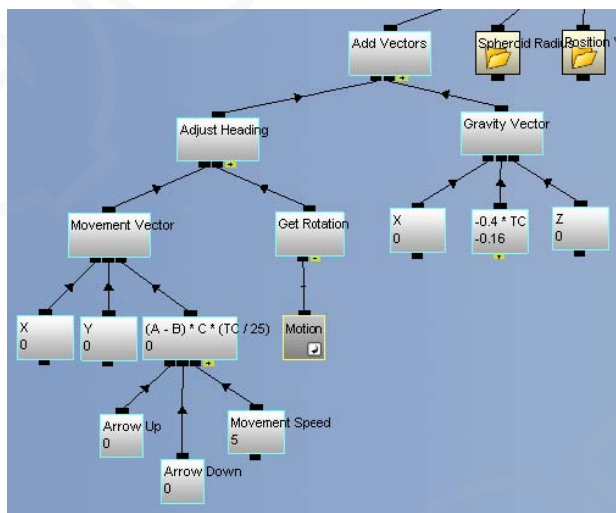 Add Vectors
Spheroid Radius
Position V
Adjust Heading
Gravity Vector
Movement Vector
Get Rotation
X
0
-0.4 * TC
-0.16
Z
0
X
0
Y
0
(A - B) * C * (TC / 25)
0
Motion
Arrow Up
0
Arrow Down
0
Movement Speed
5